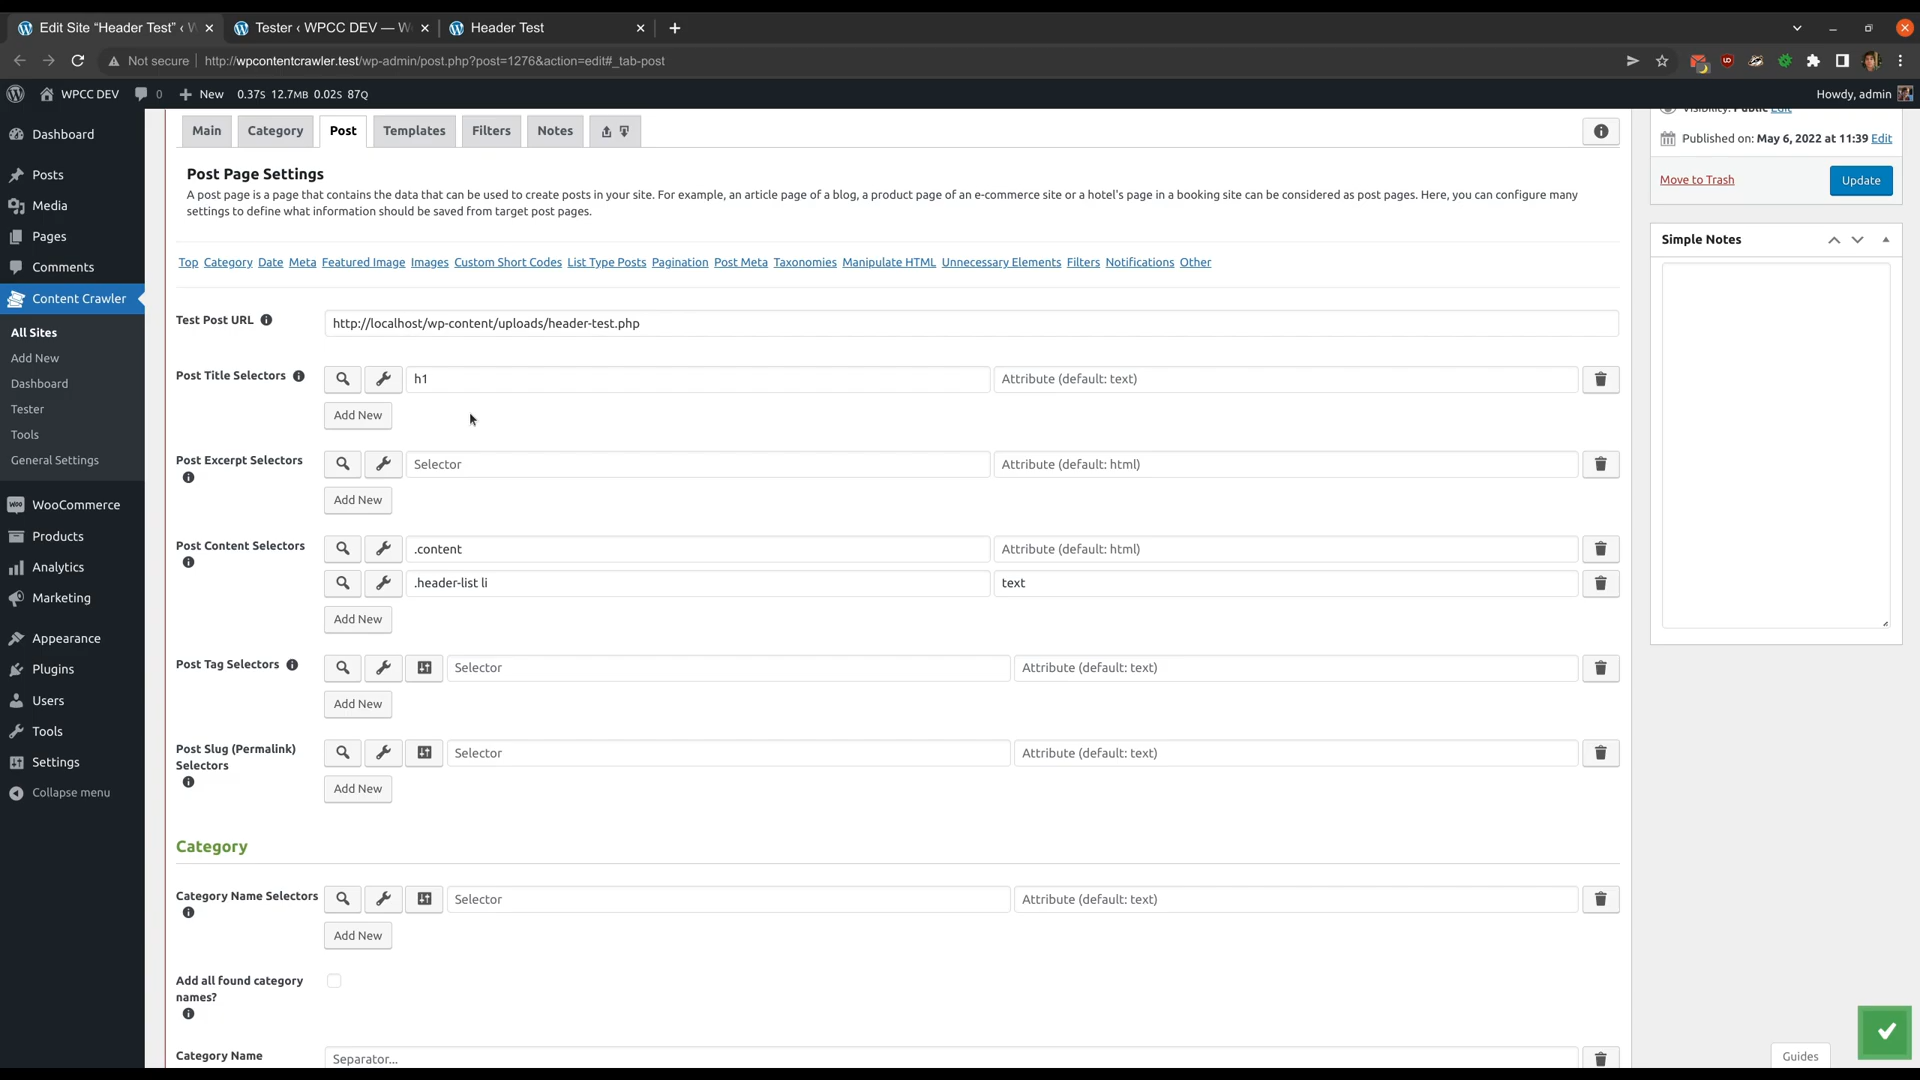 Edit Site “Header Test” ‹ W
Tester ‹ WPCC DEV — W
Header Test
Not secure
http://wpcontentcrawler.test/wp-admin/post.php?post=1276&action=edit#_tab-post
WPCC DEV
0
New
0.37S 12.7MB 0.02S 87Q
Howdy, admin
Dashboard
Posts
Media
Pages
Comments
Content Crawler
All Sites
Add New
Dashboard
Tester
Tools
General Settings
WooCommerce
Products
Analytics
Marketing
Appearance
Plugins
Users
Tools
Settings
Collapse menu
Main
Category
Post
Templates
Filters
Notes
Post Page Settings
A post page is a page that contains the data that can be used to create posts in your site. For example, an article page of a blog, a product page of an e-commerce site or a hotel's page in a booking site can be considered as post pages. Here, you can configure many
settings to define what information should be saved from target post pages.
Top Category Date Meta Featured Image Images Custom Short Codes List Type Posts Pagination Post Meta Taxonomies Manipulate HTML Unnecessary Elements Filters Notifications Other
Test Post URL
http://localhost/wp-content/uploads/header-test.php
Post Title Selectors
h1
Attribute (default: text)
Add New
Post Excerpt Selectors
Selector
Attribute (default: html)
Add New
Post Content Selectors
.content
Attribute (default: html)
.header-list li
text
Add New
Post Tag Selectors
Selector
Attribute (default: text)
Add New
Post Slug (Permalink)
Selectors
Selector
Attribute (default: text)
Add New
Category
Category Name Selectors
Selector
Attribute (default: text)
Add New
Add all found category
names?
Category Name
Separator...
Visibility: Public Edit
Published on: May 6, 2022 at 11:39 Edit
Move to Trash
Update
Simple Notes
Guides